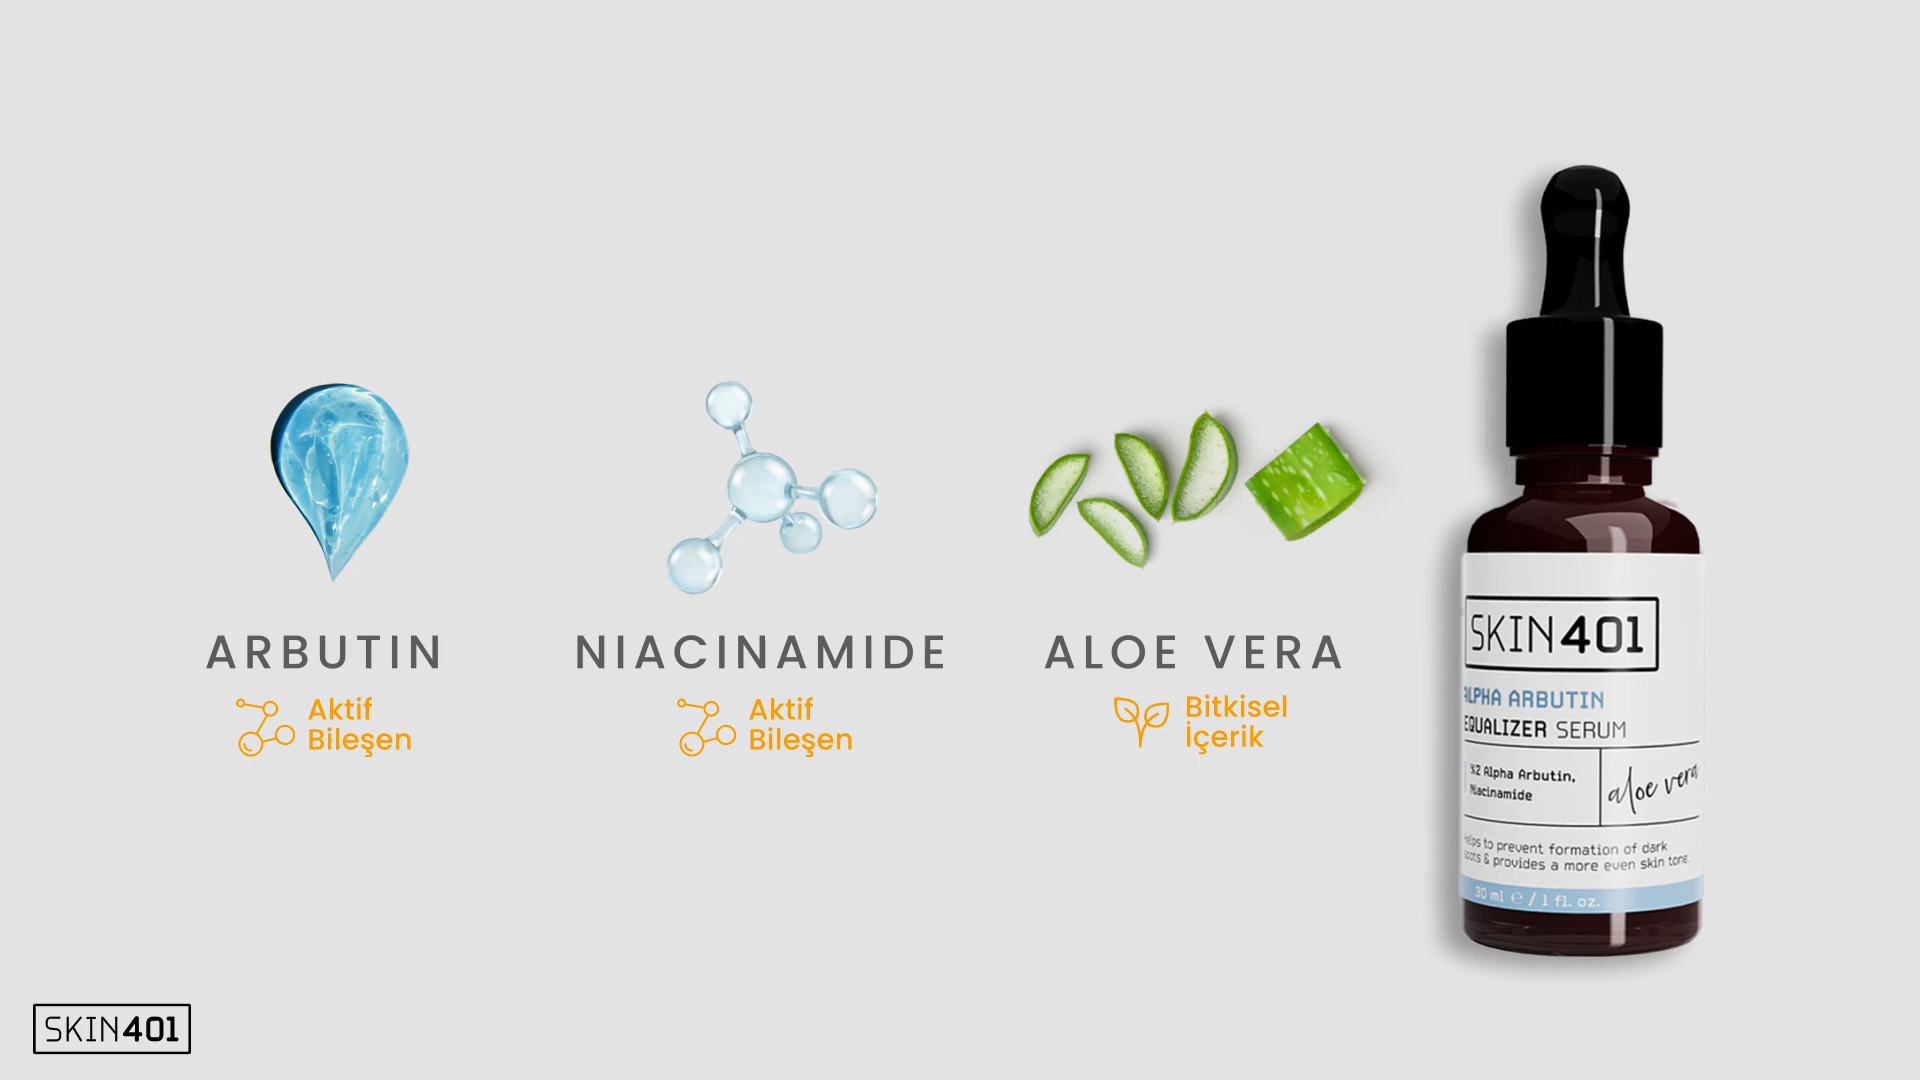 ARBUTIN
Aktif
Bileşen
NIACINAMIDE
Aktif
Bileşen
ALOE VERA
Bitkisel
İçerik
SKIN401
ALPHA ARBUTIN
EQUALIZER SERUM
%2 Alpha Arbutin,
Niacinamide
aloe vera
Helps to prevent formation of dark
spots & provides a more even skin tone.
30 ml ℮ / 1 fl. oz.
SKIN401